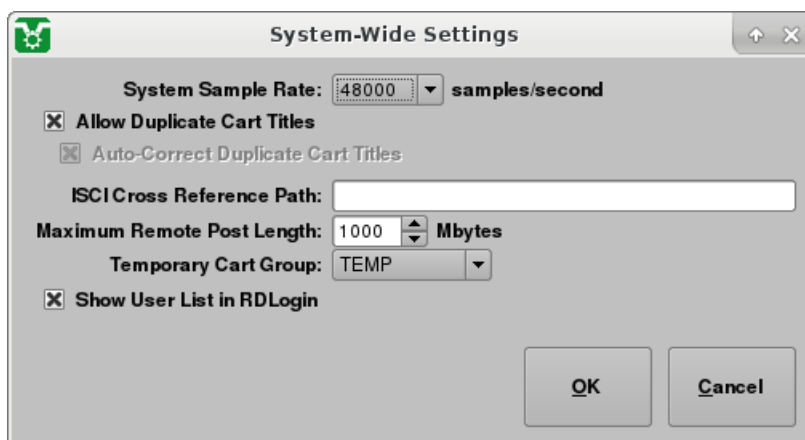 System-Wide Settings
System Sample Rate: 48000 samples/second
Allow Duplicate Cart Titles
Auto-Correct Duplicate Cart Titles
ISCI Cross Reference Path:
Maximum Remote Post Length: 1000 Mbytes
Temporary Cart Group: TEMP
Show User List in RDLogin
OK Cancel